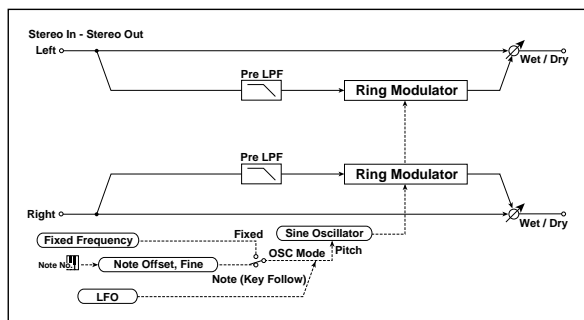 Stereo In - Stereo Out
Left
Wet / Dry
Pre LPF
Ring Modulator
Pre LPF
Ring Modulator
Right
Wet / Dry
Fixed Frequency
Fixed
Sine Oscillator
OSC Mode
Pitch
Note No.
Note Offset, Fine
Note (Key Follow)
LFO